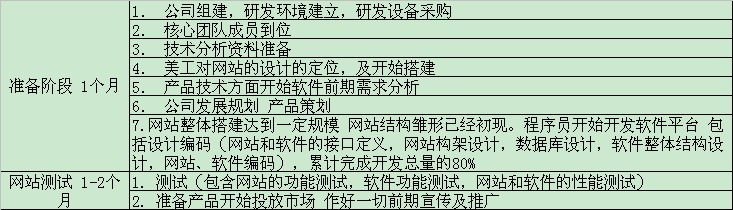 准备阶段 1个月
1. 公司组建，研发环境建立，研发设备采购
2. 核心团队成员到位
3. 技术分析资料准备
4. 美工对网站的设计的定位，及开始搭建
5. 产品技术方面开始软件前期需求分析
6. 公司发展规划 产品策划
7.网站整体搭建达到一定规模 网站结构雏形已经初现。程序员开始开发软件平台 包
括设计编码（网站和软件的接口定义，网站构架设计，数据库设计，软件整体结构设
计，网站、软件编码），累计完成开发总量的80%
网站测试 1-2个
月
1. 测试（包含网站的功能测试，软件功能测试，网站和软件的性能测试）
2. 准备产品开始投放市场 作好一切前期宣传及推广